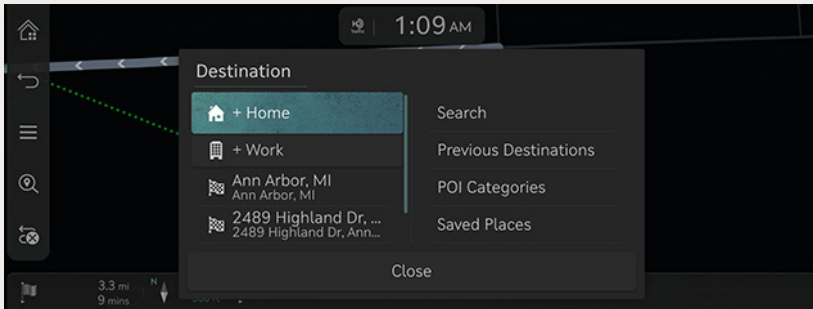 1:09 AM
Destination
+ Home
+ Work
Ann Arbor, MI
Ann Arbor, MI
2489 Highland Dr, ...
2489 Highland Dr, Ann...
Search
Previous Destinations
POI Categories
Saved Places
Close
3.3 mi
9 mins
N